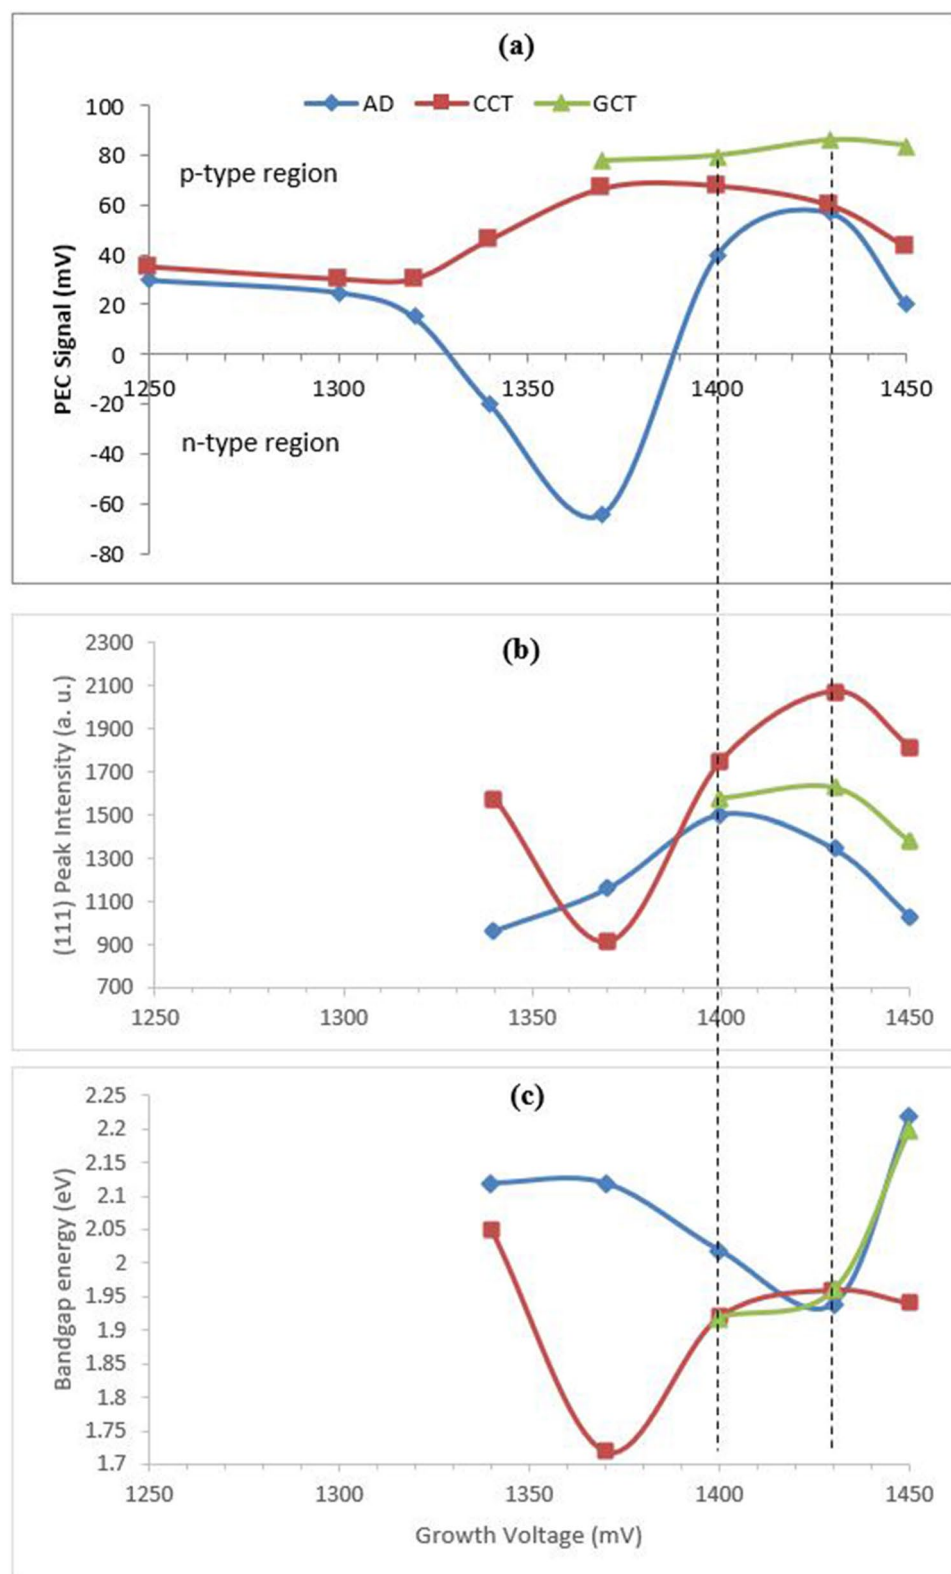 (a)
AD CCT GCT
100
80
60
40
20
0
-20
-40
-60
-80
PEC Signal (mV)
p-type region
n-type region
1250 1300 1350 1400 1450
(b)
2300
2100
1900
1700
1500
1300
1100
900
700
(111) Peak Intensity (a. u.)
1250 1300 1350 1400 1450
(c)
2.25
2.2
2.15
2.1
2.05
2
1.95
1.9
1.85
1.8
1.75
1.7
Bandgap energy (eV)
1250 1300 1350 1400 1450
Growth Voltage (mV)